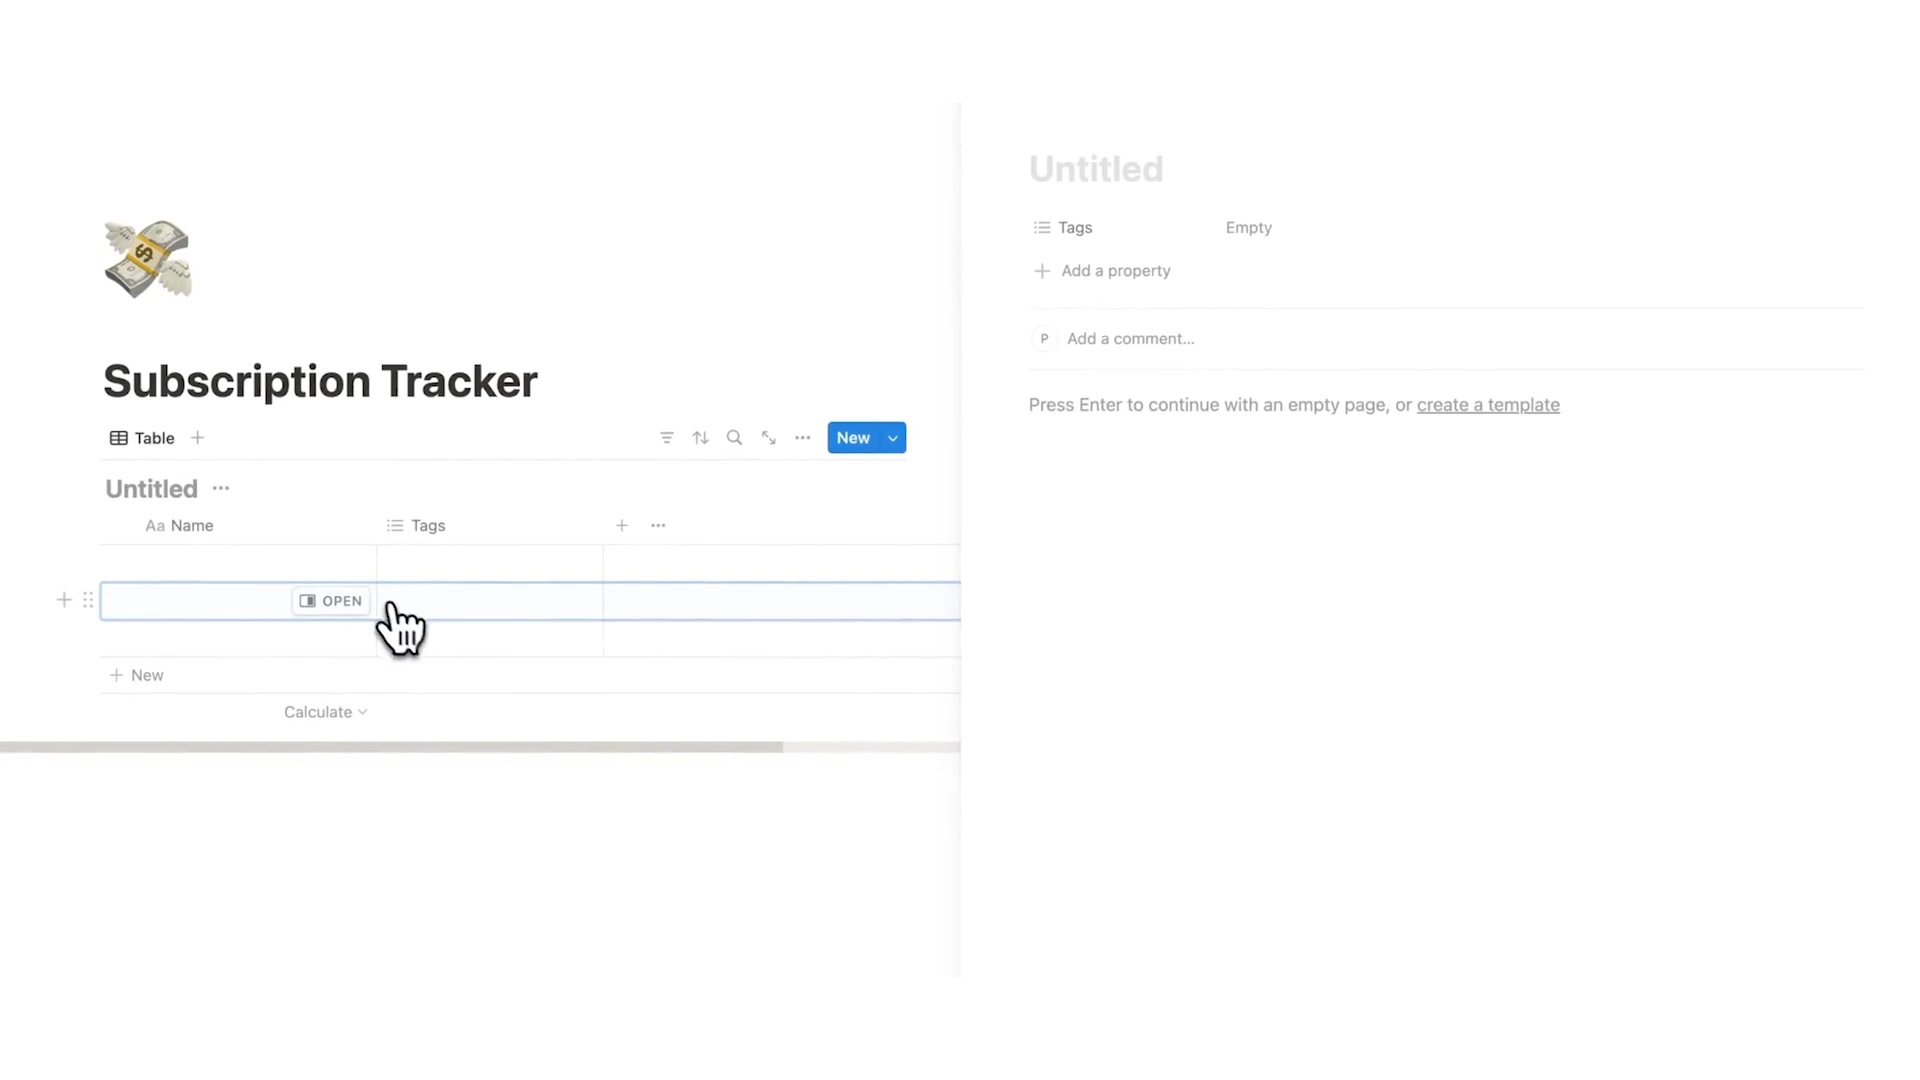 Subscription Tracker
Table
New
Untitled
Aa Name
Tags
OPEN
New
Calculate
Untitled
Tags Empty
Add a property
P Add a comment...
Press Enter to continue with an empty page, or create a template